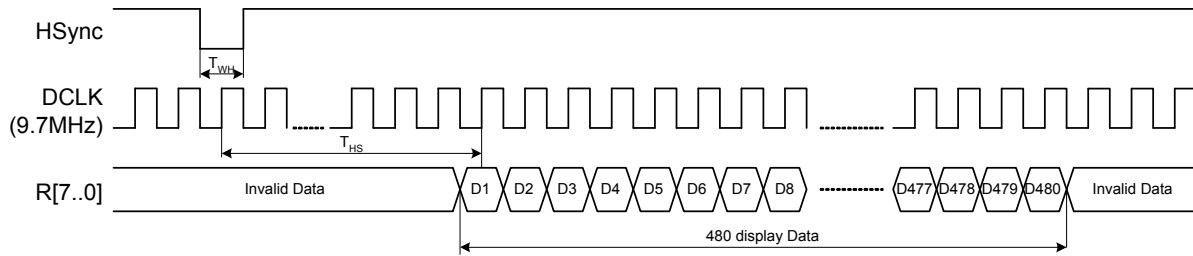 HSync
T_WH
DCLK
(9.7MHz)
T_HS
R[7..0]
Invalid Data D1 D2 D3 D4 D5 D6 D7 D8 D477 D478 D479 D480 Invalid Data
480 display Data